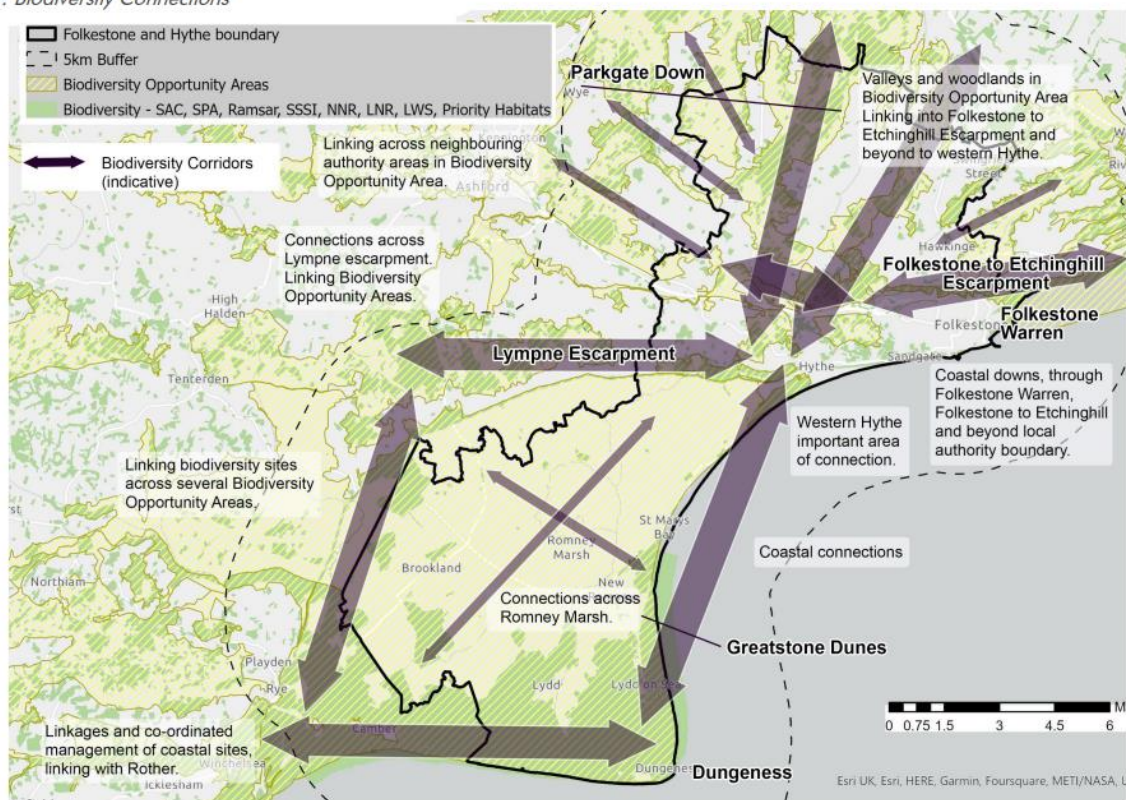 : Biodiversity Connections
Folkestone and Hythe boundary
5km Buffer
Biodiversity Opportunity Areas
Biodiversity - SAC, SPA, Ramsar, SSSI, NNR, LNR, LWS, Priority Habitats
Biodiversity Corridors
(indicative)
Parkgate Down
Wye
Kennington
Ashford
Linking across neighbouring
authority areas in Biodiversity
Opportunity Area.
Valleys and woodlands in
Biodiversity Opportunity Area
Linking into Folkestone to
Etchinghill Escarpment and
beyond to western Hythe.
Street
Hawkinge
Folkestone to Etchinghill
Escarpment
Folkestone
Warren
Folkeston
Sandgate
Hythe
Connections across
Lympne escarpment.
Linking Biodiversity
Opportunity Areas.
High
Halden
Tenterden
Lympne Escarpment
Coastal downs, through
Folkestone Warren,
Folkestone to Etchinghill
and beyond local
authority boundary.
Western Hythe
important area
of connection.
Linking biodiversity sites
across several Biodiversity
Opportunity Areas.
St Marys
Bay
Coastal connections
Romney
Marsh
Brookland
New
Northiam
Connections across
Romney Marsh.
Greatstone Dunes
Playden
Rye
Lydd
Camber
Linkages and co-ordinated
management of coastal sites,
linking with Rother.
Winchelsea
Icklesham
Dungeness
0 0.75 1.5 3 4.5 6
M
Esri UK, Esri, HERE, Garmin, Foursquare, METI/NASA, U